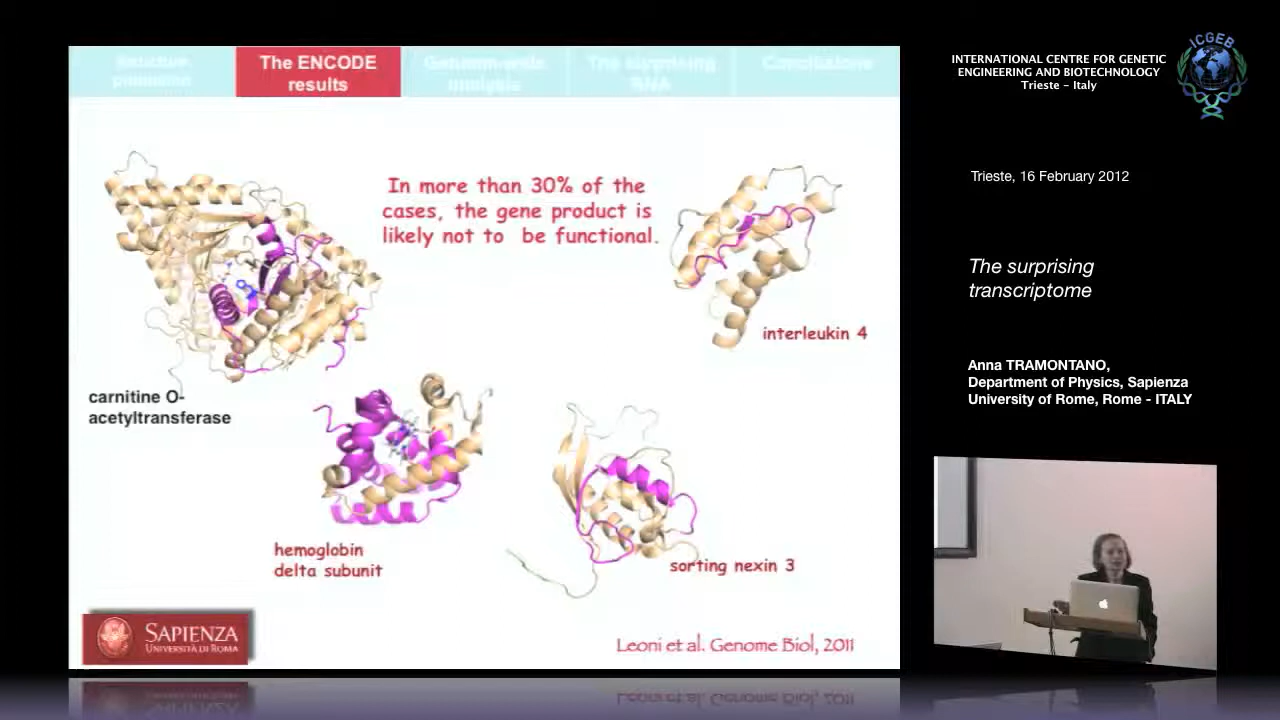 The ENCODE
results
In more than 30% of the
cases, the gene product is
likely not to be functional.
interleukin 4
carnitine O-
acetyltransferase
hemoglobin
delta subunit
sorting nexin 3
SAPIENZA
UNIVERSITÀ DI ROMA
Leoni et al. Genome Biol, 2011
INTERNATIONAL CENTRE FOR GENETIC
ENGINEERING AND BIOTECHNOLOGY
Trieste - Italy
ICGEB
Trieste, 16 February 2012
The surprising
transcriptome
Anna TRAMONTANO,
Department of Physics, Sapienza
University of Rome, Rome - ITALY